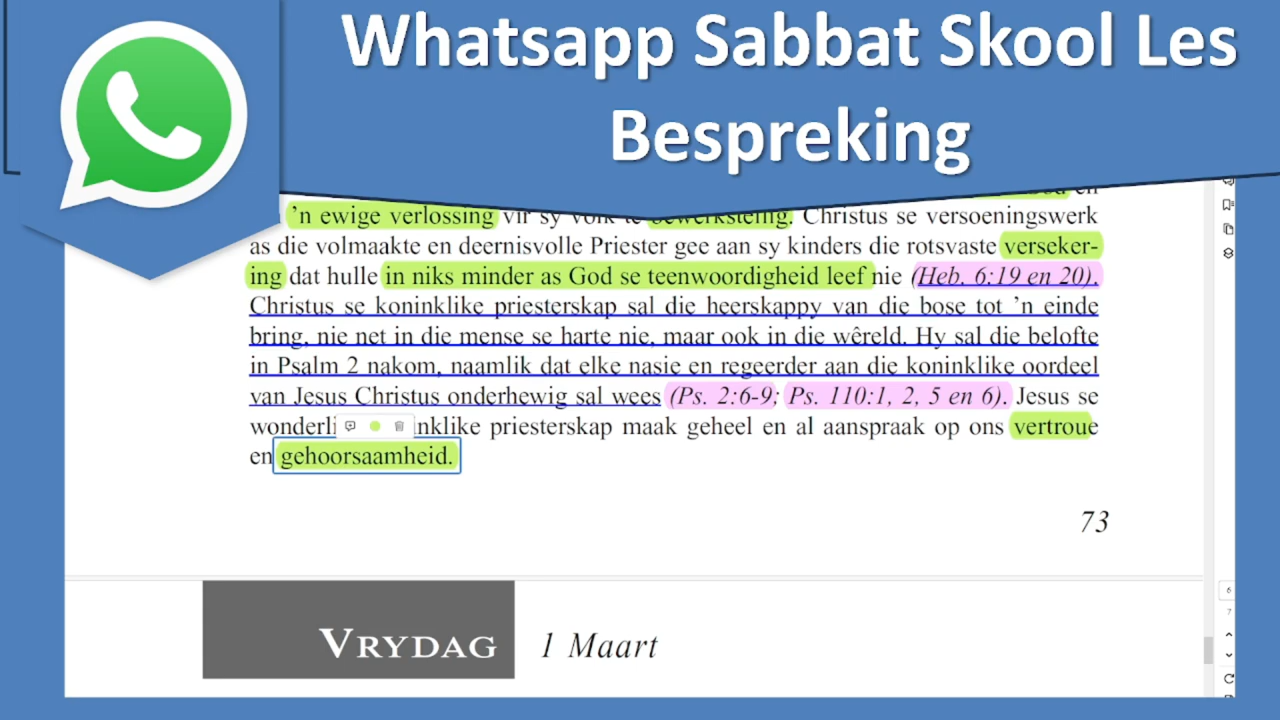 Whatsapp Sabbat Skool Les
Bespreking
’n ewige verlossing vir sy volk te bewerkstellig. Christus se versoeningswerk
as die volmaakte en deernisvolle Priester gee aan sy kinders die rotsvaste verseker-
ing dat hulle in niks minder as God se teenwoordigheid leef nie (Heb. 6:19 en 20).
Christus se koninklike priesterskap sal die heerskappy van die bose tot ’n einde
bring, nie net in die mense se harte nie, maar ook in die wêreld. Hy sal die belofte
in Psalm 2 nakom, naamlik dat elke nasie en regeerder aan die koninklike oordeel
van Jesus Christus onderhewig sal wees (Ps. 2:6-9; Ps. 110:1, 2, 5 en 6). Jesus se
wonderli nklike priesterskap maak geheel en al aanspraak op ons vertroue
en gehoorsaamheid.
73
VRYDAG 1 Maart
6
7